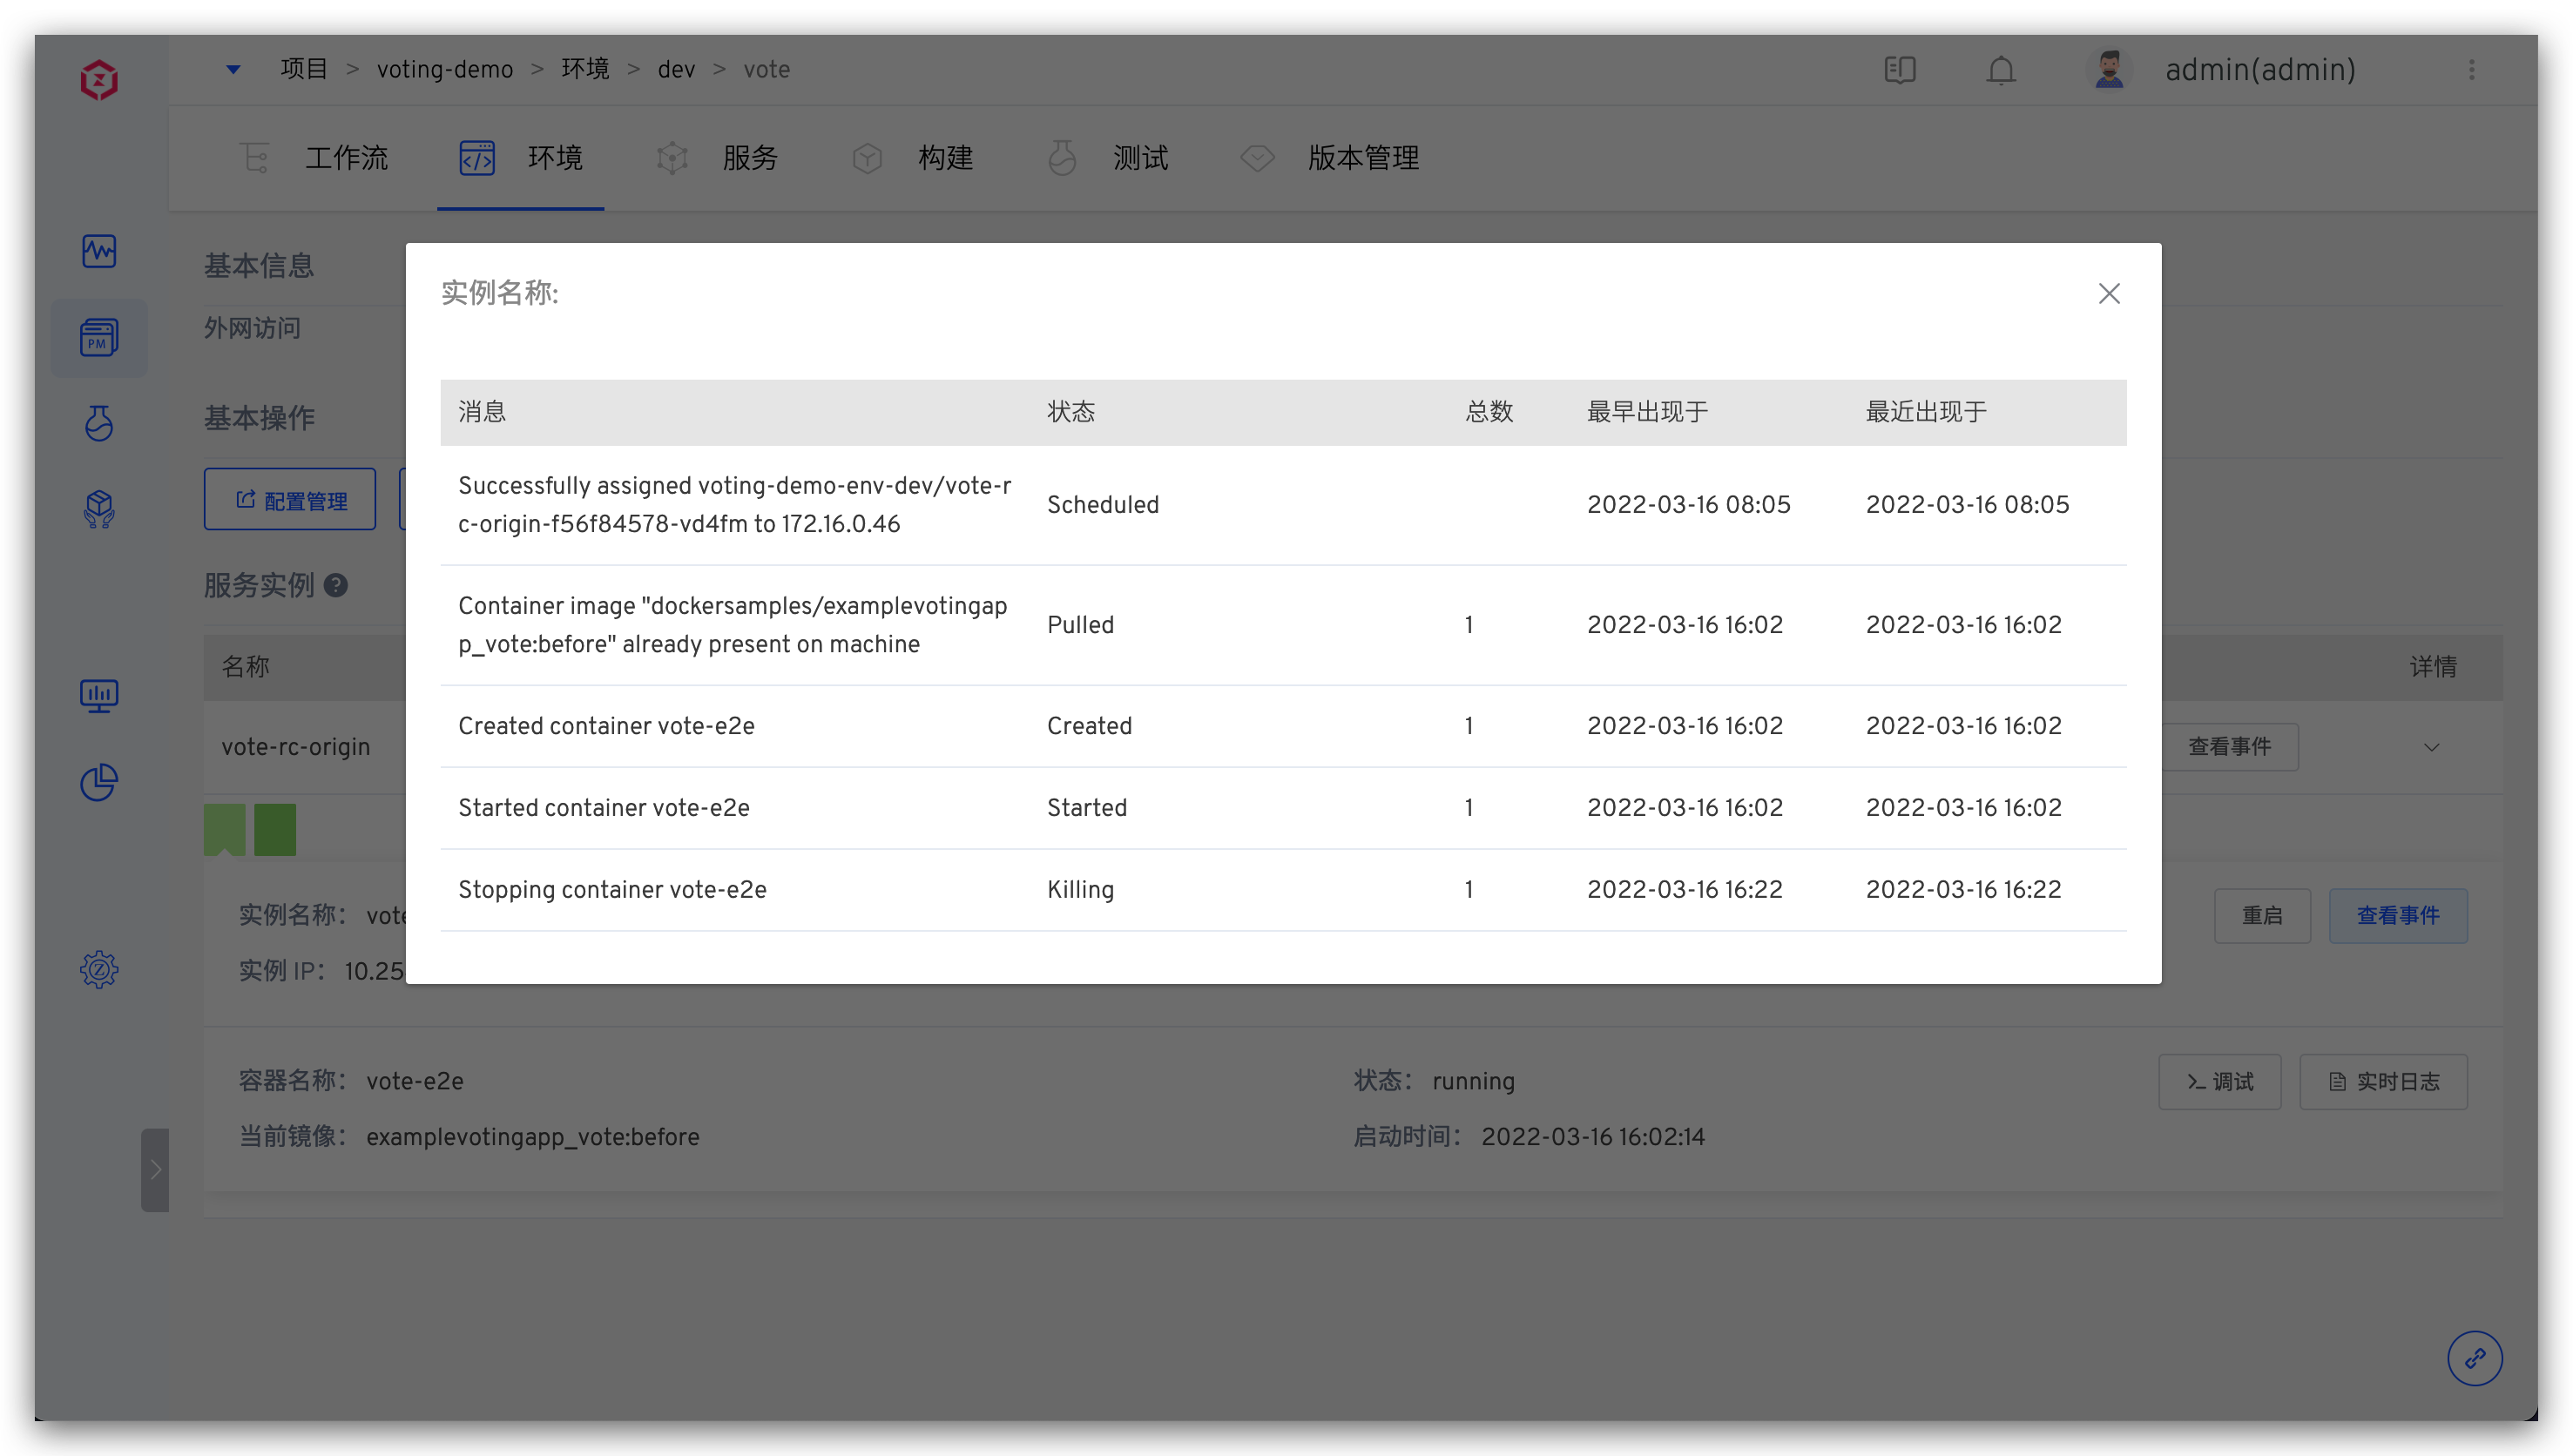 项目 > voting-demo > 环境 > dev > vote
admin(admin)
工作流 环境 服务 构建 测试 版本管理
基本信息
外网访问
基本操作
配置管理
服务实例
名称 详情
vote-rc-origin 查看事件
实例名称: vote
重启 查看事件
实例 IP: 10.25
容器名称: vote-e2e 状态: running
调试 实时日志
当前镜像: examplevotingapp_vote:before 启动时间: 2022-03-16 16:02:14
PM
实例名称:
消息 状态 总数 最早出现于 最近出现于
Successfully assigned voting-demo-env-dev/vote-r
c-origin-f56f84578-vd4fm to 172.16.0.46
Scheduled 2022-03-16 08:05 2022-03-16 08:05
Container image "dockersamples/examplevotingap
p_vote:before" already present on machine
Pulled 1 2022-03-16 16:02 2022-03-16 16:02
Created container vote-e2e Created 1 2022-03-16 16:02 2022-03-16 16:02
Started container vote-e2e Started 1 2022-03-16 16:02 2022-03-16 16:02
Stopping container vote-e2e Killing 1 2022-03-16 16:22 2022-03-16 16:22